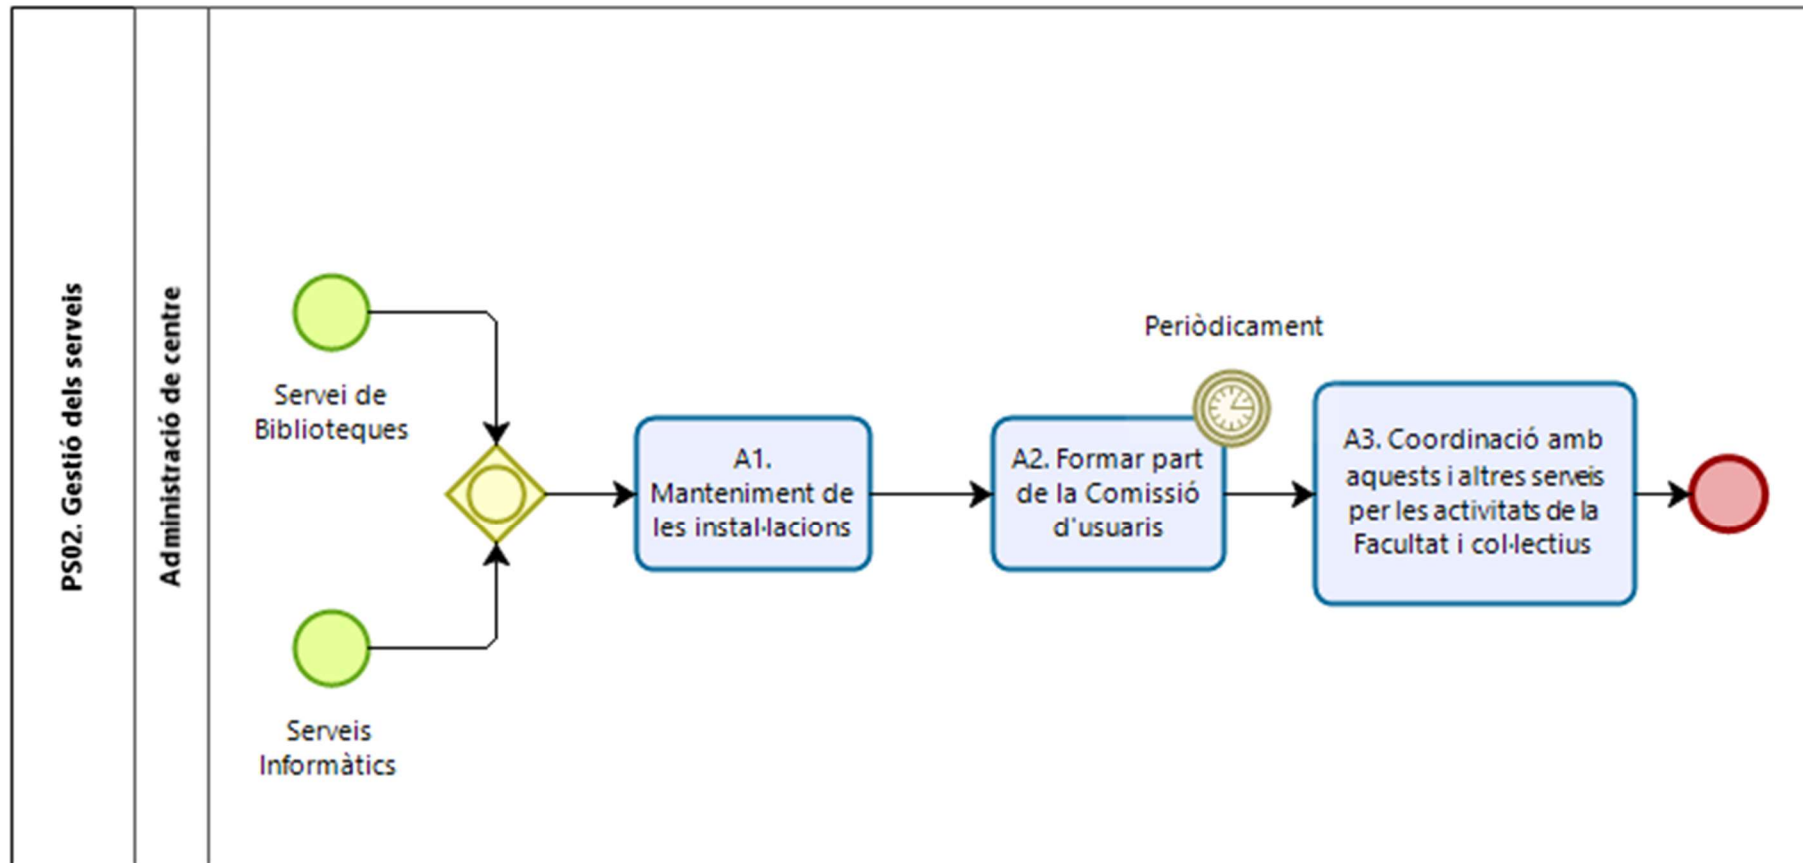 PS02. Gestió dels serveis
Administració de centre
Servei de
Biblioteques
Serveis
Informàtics
A1.
Manteniment de
les instal·lacions
A2. Formar part
de la Comissió
d'usuaris
Periòdicament
A3. Coordinació amb
aquests i altres serveis
per les activitats de la
Facultat i col·lectius